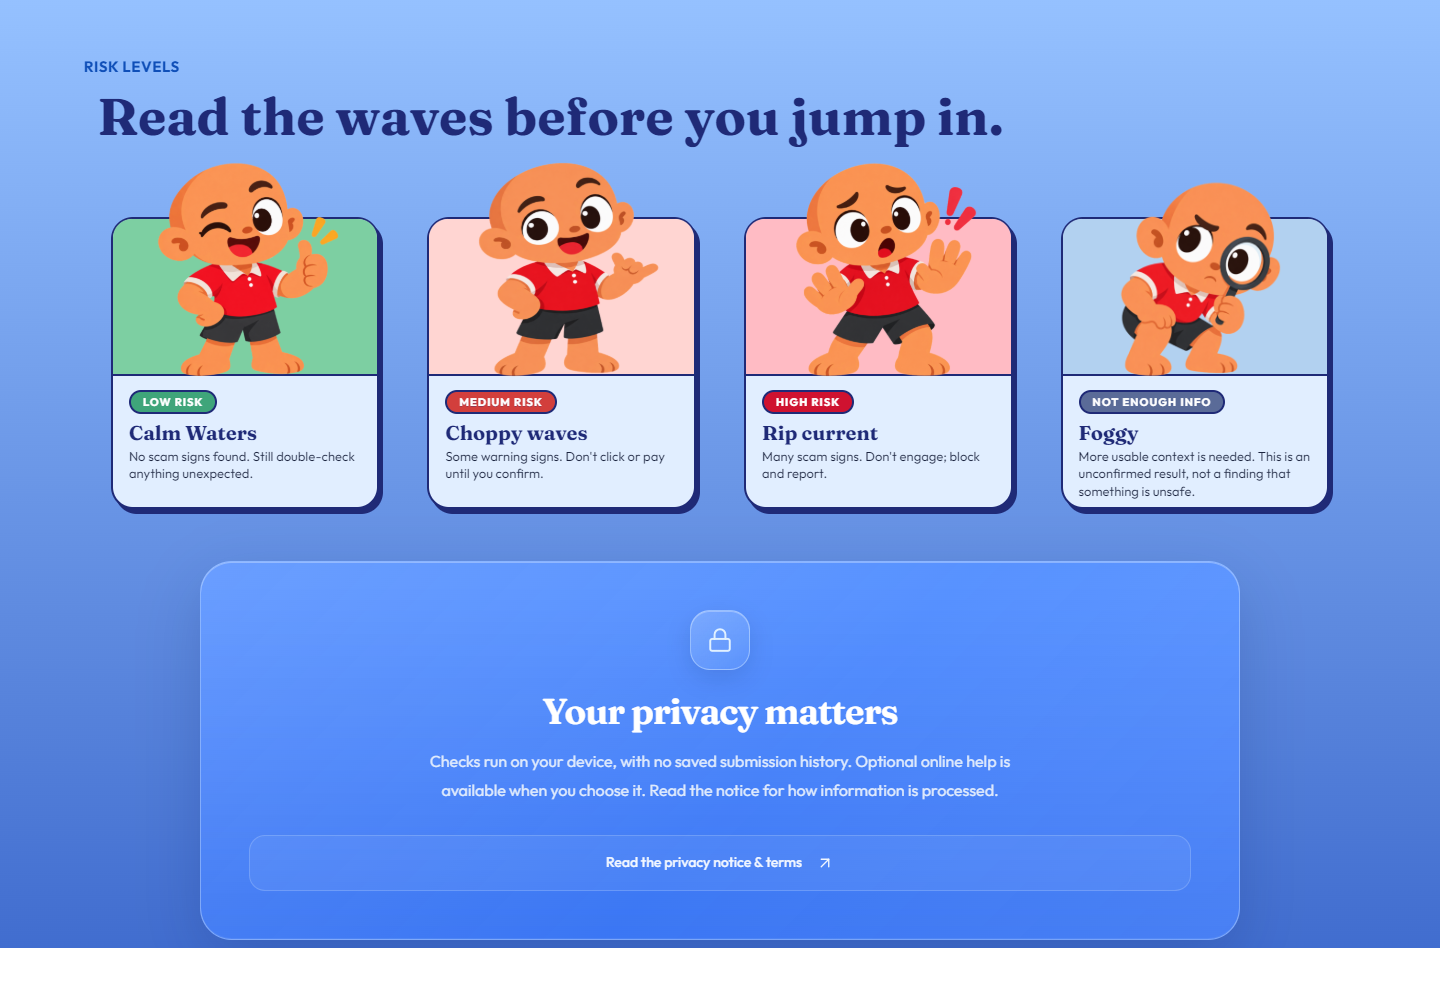 RISK LEVELS
Read the waves before you jump in.
LOW RISK
Calm Waters
No scam signs found. Still double-check
anything unexpected.
MEDIUM RISK
Choppy waves
Some warning signs. Don't click or pay
until you confirm.
HIGH RISK
Rip current
Many scam signs. Don't engage; block
and report.
NOT ENOUGH INFO
Foggy
More usable context is needed. This is an
unconfirmed result, not a finding that
something is unsafe.
Your privacy matters
Checks run on your device, with no saved submission history. Optional online help is
available when you choose it. Read the notice for how information is processed.
Read the privacy notice & terms